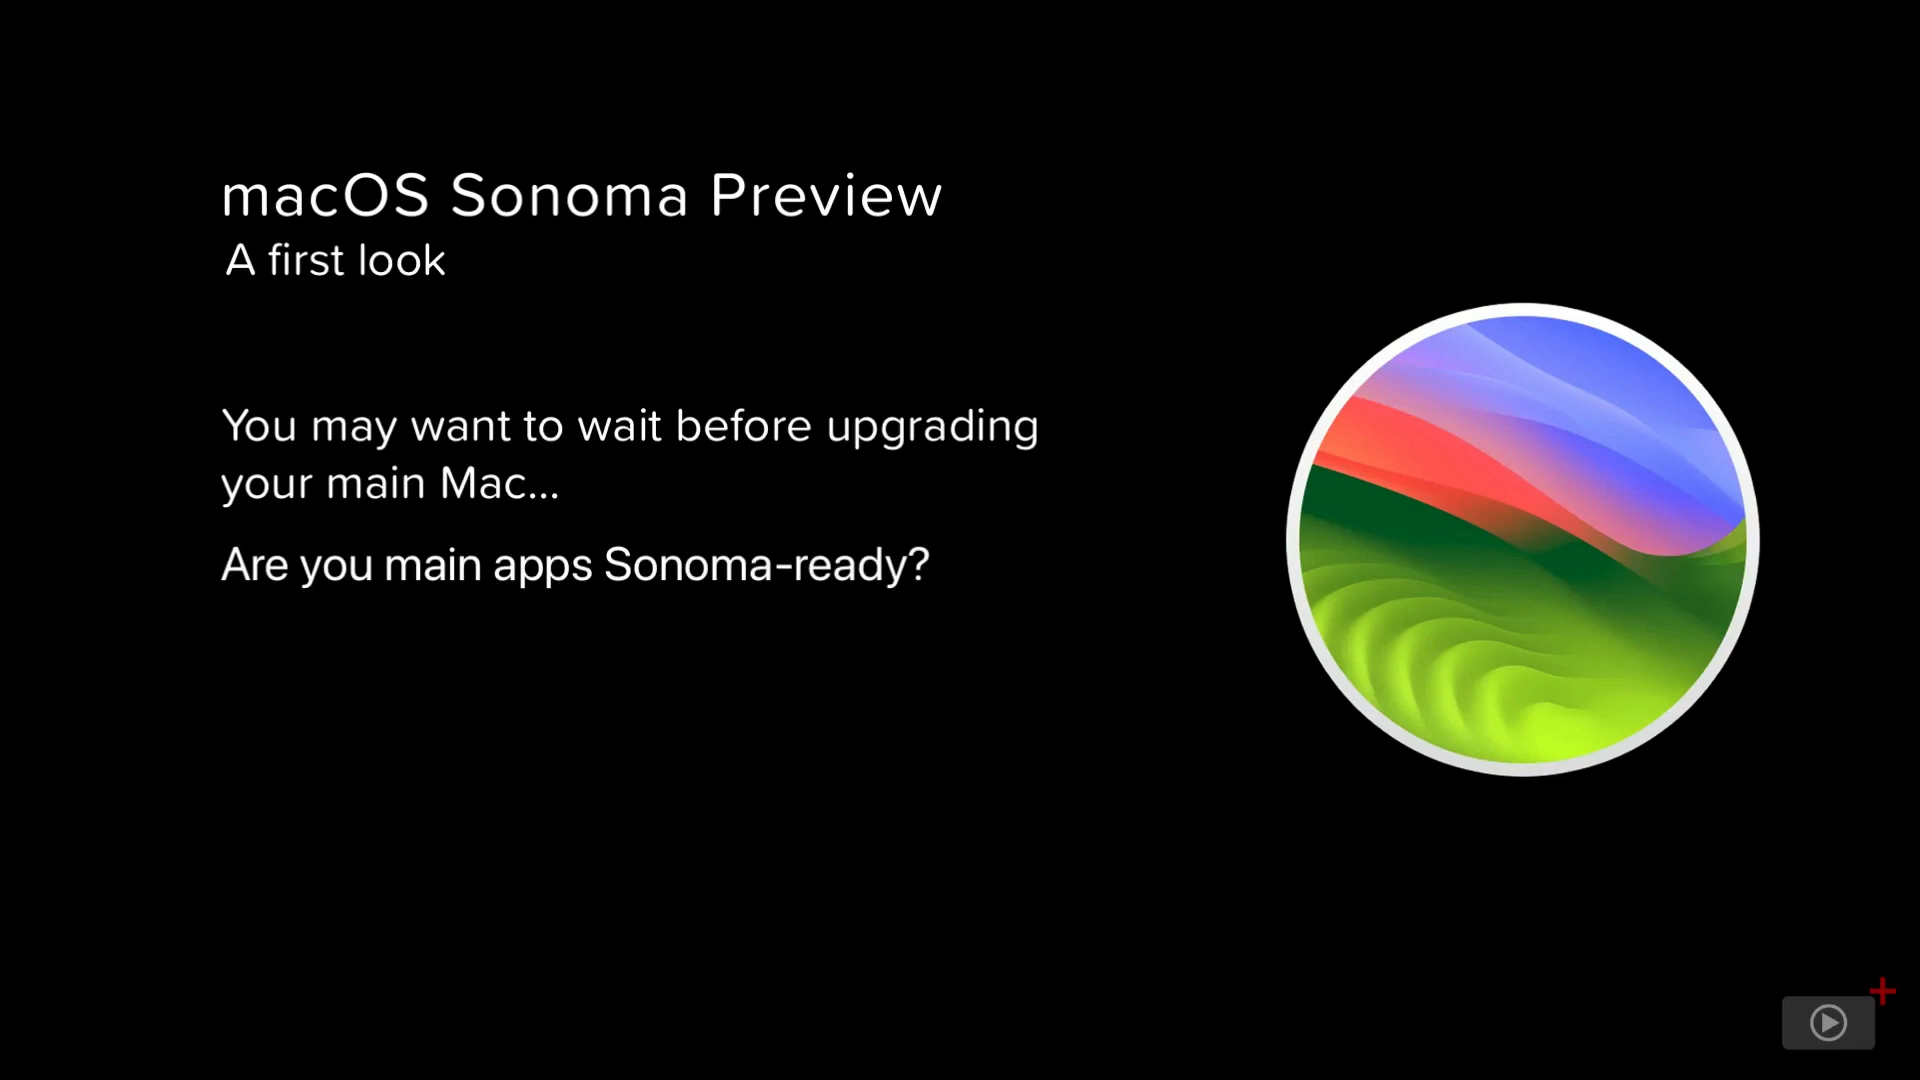 macOS Sonoma Preview
A first look
You may want to wait before upgrading
your main Mac...
Are you main apps Sonoma-ready?